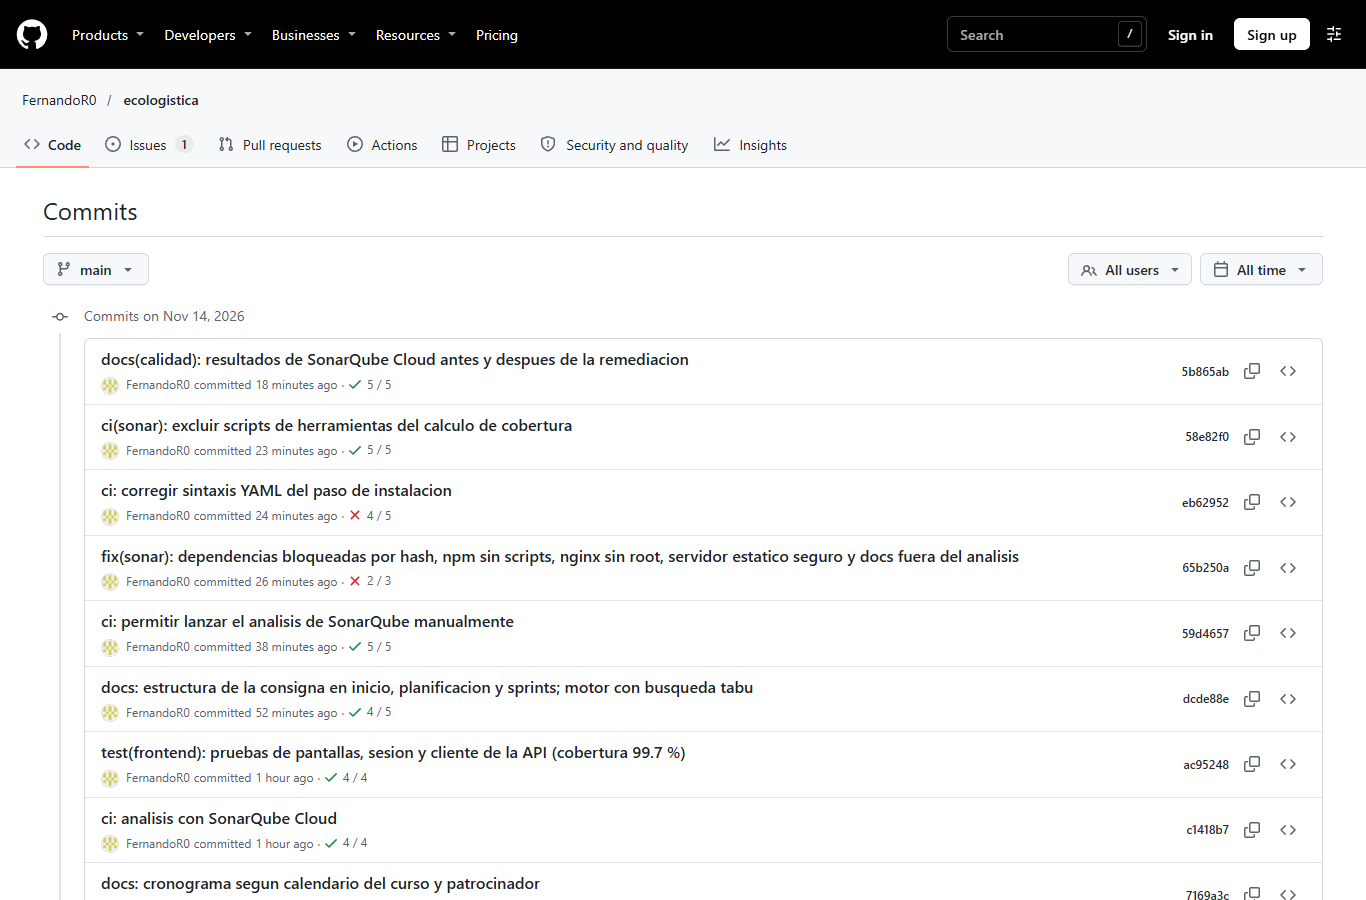 Products Developers Businesses Resources Pricing Search / Sign in Sign up
FernandoR0 / ecologistica
Code Issues 1 Pull requests Actions Projects Security and quality Insights
Commits
main All users All time
Commits on Nov 14, 2026
docs(calidad): resultados de SonarQube Cloud antes y despues de la remediacion
FernandoR0 committed 18 minutes ago · 5 / 5
5b865ab
ci(sonar): excluir scripts de herramientas del calculo de cobertura
FernandoR0 committed 23 minutes ago · 5 / 5
58e82f0
ci: corregir sintaxis YAML del paso de instalacion
FernandoR0 committed 24 minutes ago · 4 / 5
eb62952
fix(sonar): dependencias bloqueadas por hash, npm sin scripts, nginx sin root, servidor estatico seguro y docs fuera del analisis
FernandoR0 committed 26 minutes ago · 2 / 3
65b250a
ci: permitir lanzar el analisis de SonarQube manualmente
FernandoR0 committed 38 minutes ago · 5 / 5
59d4657
docs: estructura de la consigna en inicio, planificacion y sprints; motor con busqueda tabu
FernandoR0 committed 52 minutes ago · 4 / 5
dcde88e
test(frontend): pruebas de pantallas, sesion y cliente de la API (cobertura 99.7 %)
FernandoR0 committed 1 hour ago · 4 / 4
ac95248
ci: analisis con SonarQube Cloud
FernandoR0 committed 1 hour ago · 4 / 4
c1418b7
docs: cronograma segun calendario del curso y patrocinador
7169a3c